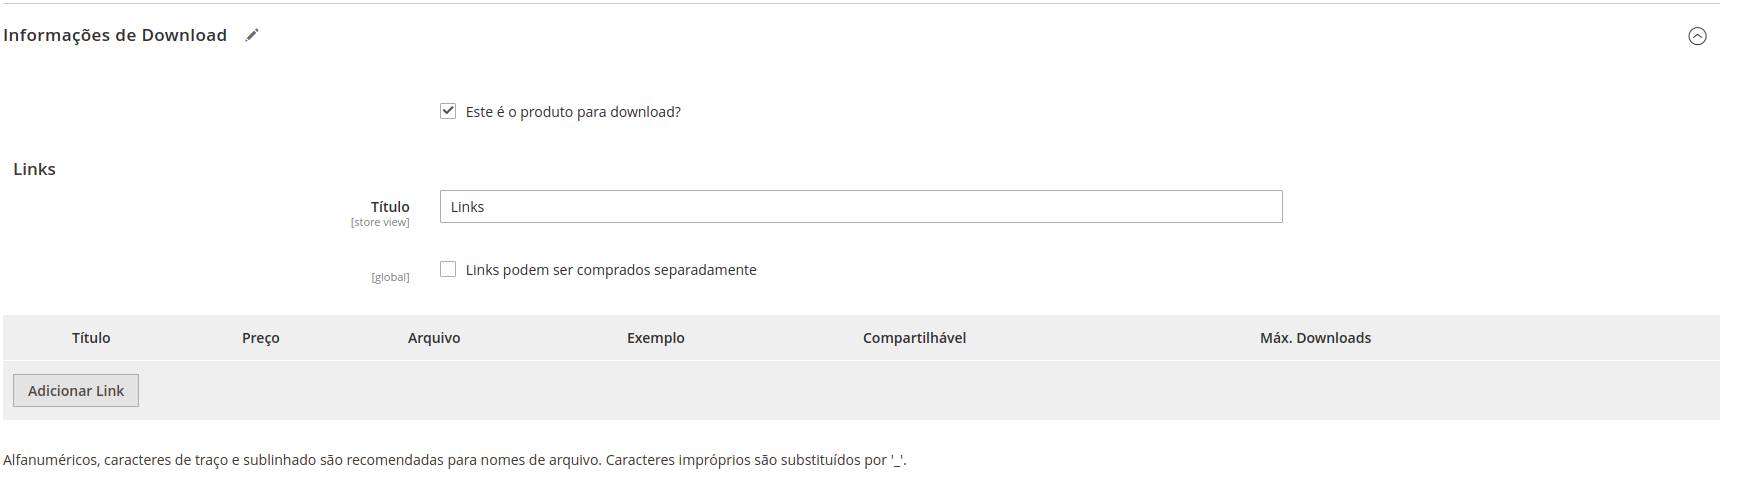 Informações de Download
Este é o produto para download?
Links
Título
Links
[store view]
[global]
Links podem ser comprados separadamente
Título Preço Arquivo Exemplo Compartilhável Máx. Downloads
Adicionar Link
Alfanuméricos, caracteres de traço e sublinhado são recomendadas para nomes de arquivo. Caracteres impróprios são substituídos por '_'.